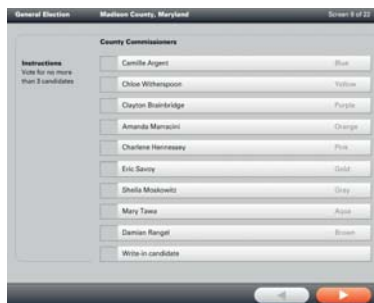 General Election Madison County, Maryland Screen 9 of 22
County Commissioners
Instructions
Vote for no more
than 3 candidates
Camille Argent Blue
Chloe Witherspoon Yellow
Clayton Brainbridge Purple
Amanda Marracini Orange
Charlene Hennessey Pink
Eric Savoy Gold
Sheila Moskowitz Gray
Mary Tawa Aqua
Damian Rangel Brown
Write-in candidate